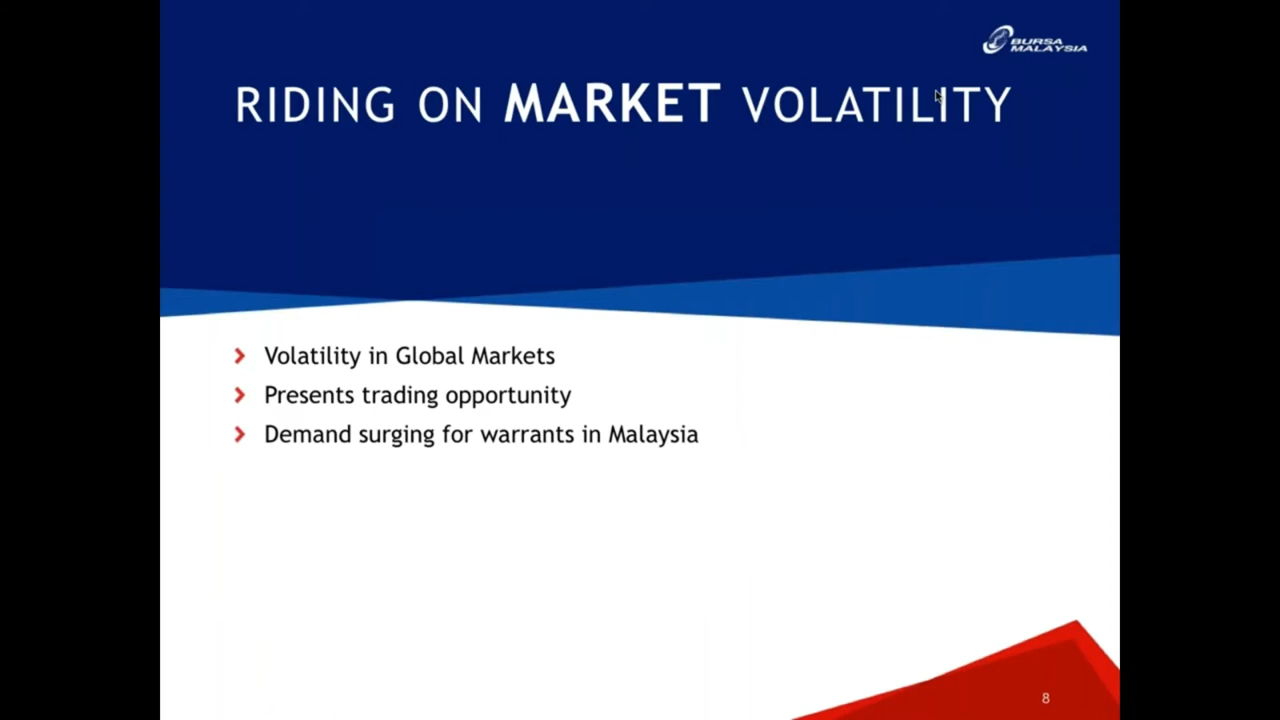 BURSA
MALAYSIA
RIDING ON MARKET VOLATILITY
Volatility in Global Markets
Presents trading opportunity
Demand surging for warrants in Malaysia
8